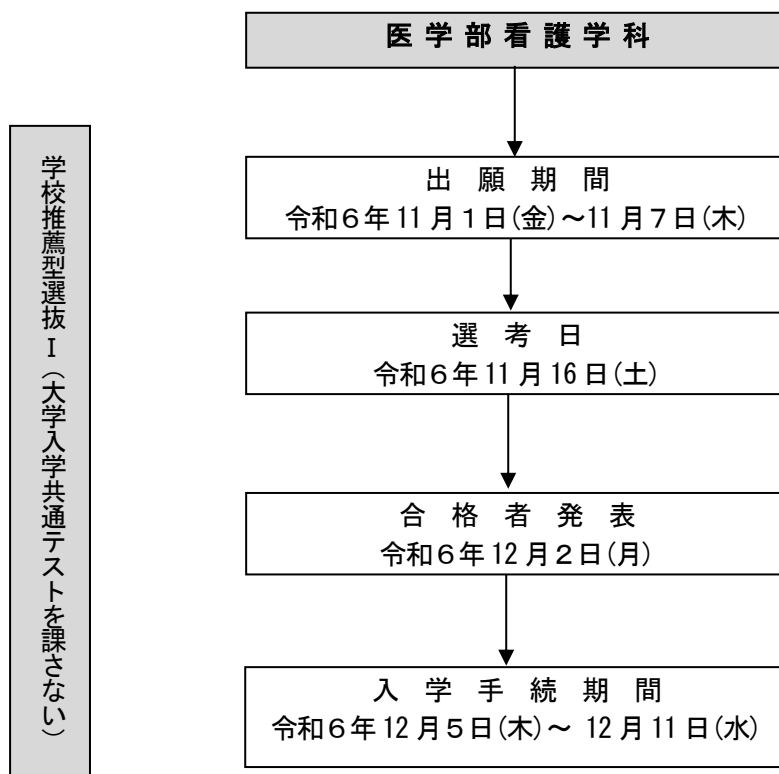 医学部看護学科
学校推薦型選抜Ⅰ（大学入学共通テストを課さない）
出願期間
令和６年11月１日(金)～11月７日(木)
選考日
令和６年11月16日(土)
合格者発表
令和６年12月２日(月)
入学手続期間
令和６年12月５日(木)～ 12月11日(水)